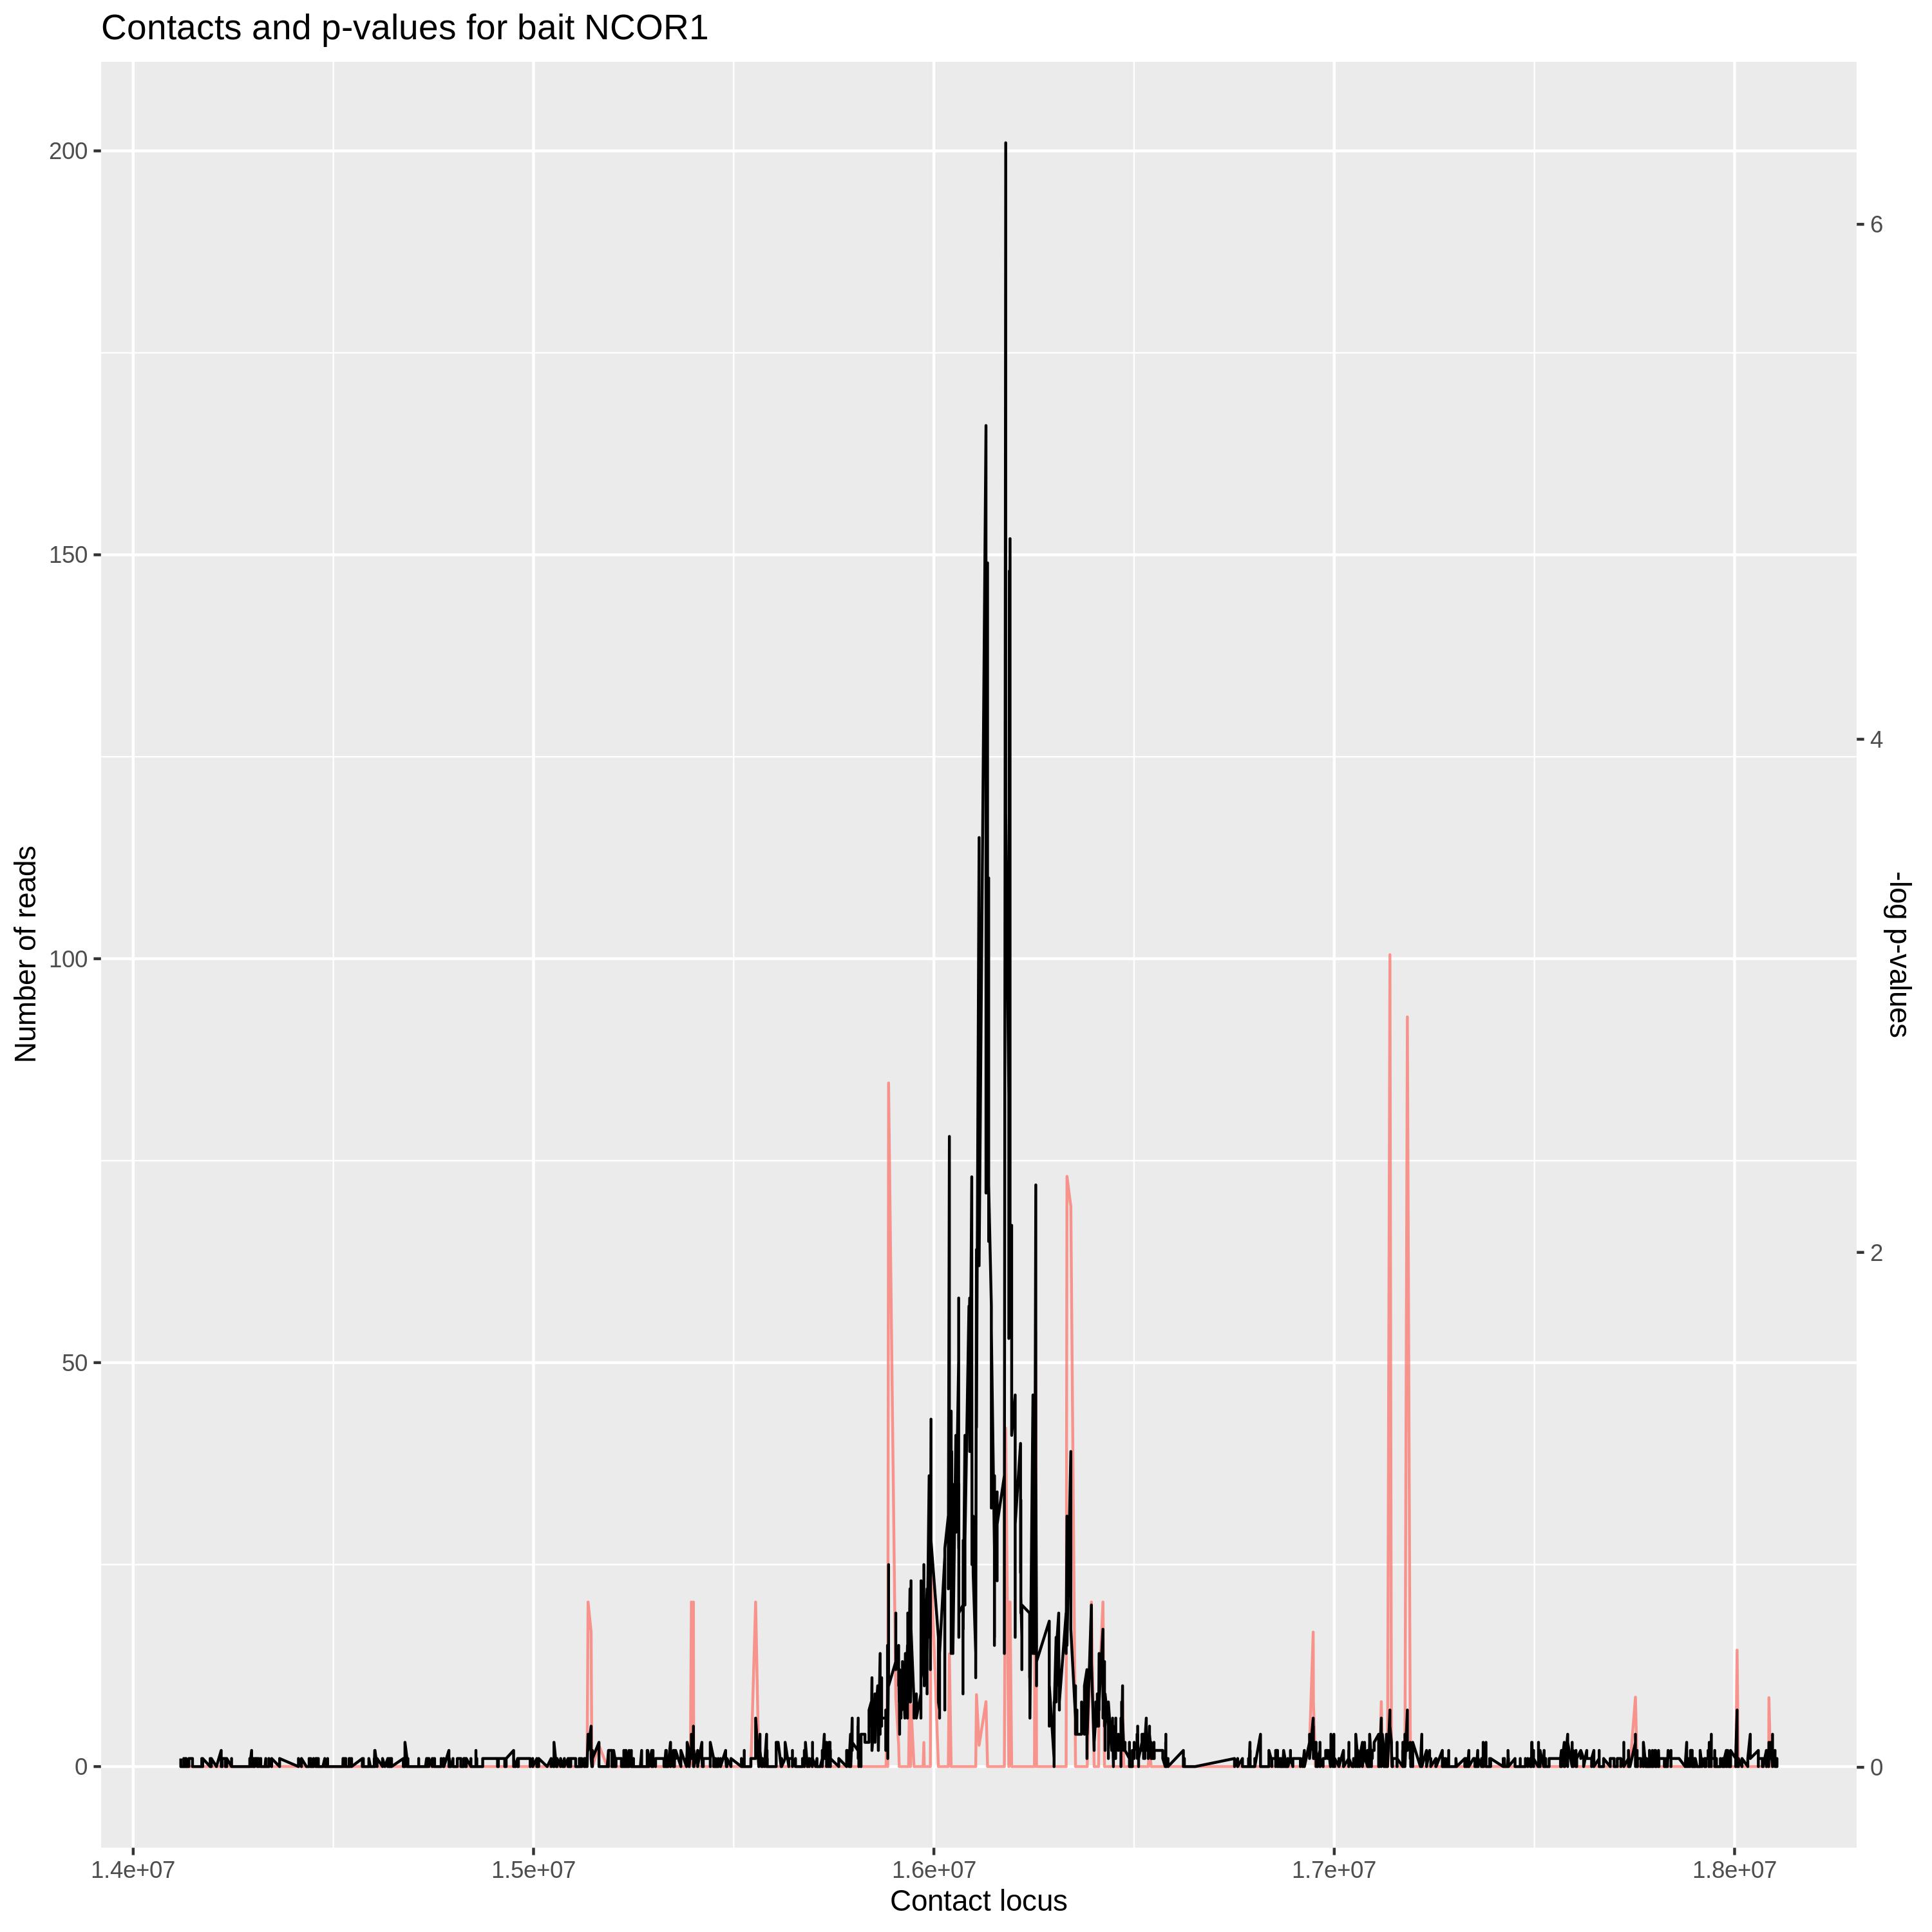 Contacts and p-values for bait NCOR1
200
150
100
50
0
Number of reads
6
4
2
0
-log p-values
1.4e+07
1.5e+07
1.6e+07
1.7e+07
1.8e+07
Contact locus